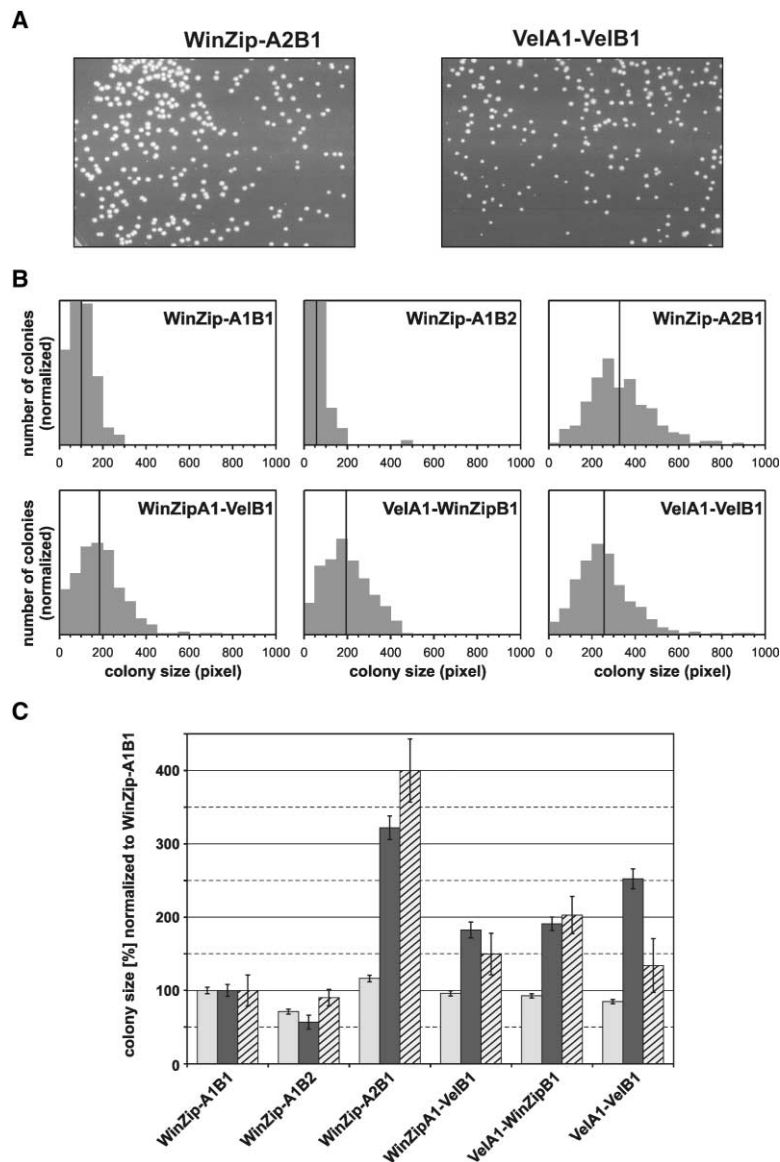 A
WinZip-A2B1
VelA1-VelB1
B
number of colonies
(normalized)
WinZip-A1B1
0 200 400 600 800 1000
WinZip-A1B2
0 200 400 600 800 1000
WinZip-A2B1
0 200 400 600 800 1000
number of colonies
(normalized)
WinZipA1-VelB1
0 200 400 600 800 1000
colony size (pixel)
VelA1-WinZipB1
0 200 400 600 800 1000
colony size (pixel)
VelA1-VelB1
0 200 400 600 800 1000
colony size (pixel)
C
colony size [%] normalized to WinZip-A1B1
400
300
200
100
0
WinZip-A1B1
WinZip-A1B2
WinZip-A2B1
WinZipA1-VelB1
VelA1-WinZipB1
VelA1-VelB1